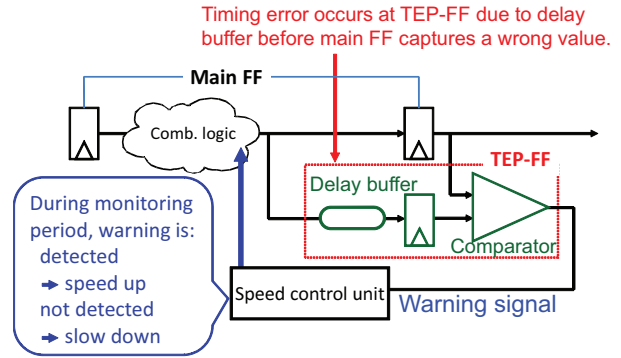 Timing error occurs at TEP-FF due to delay
buffer before main FF captures a wrong value.
Main FF
Comb. logic
TEP-FF
Delay buffer
Comparator
During monitoring
period, warning is:
detected
➔ speed up
not detected
➔ slow down
Speed control unit
Warning signal